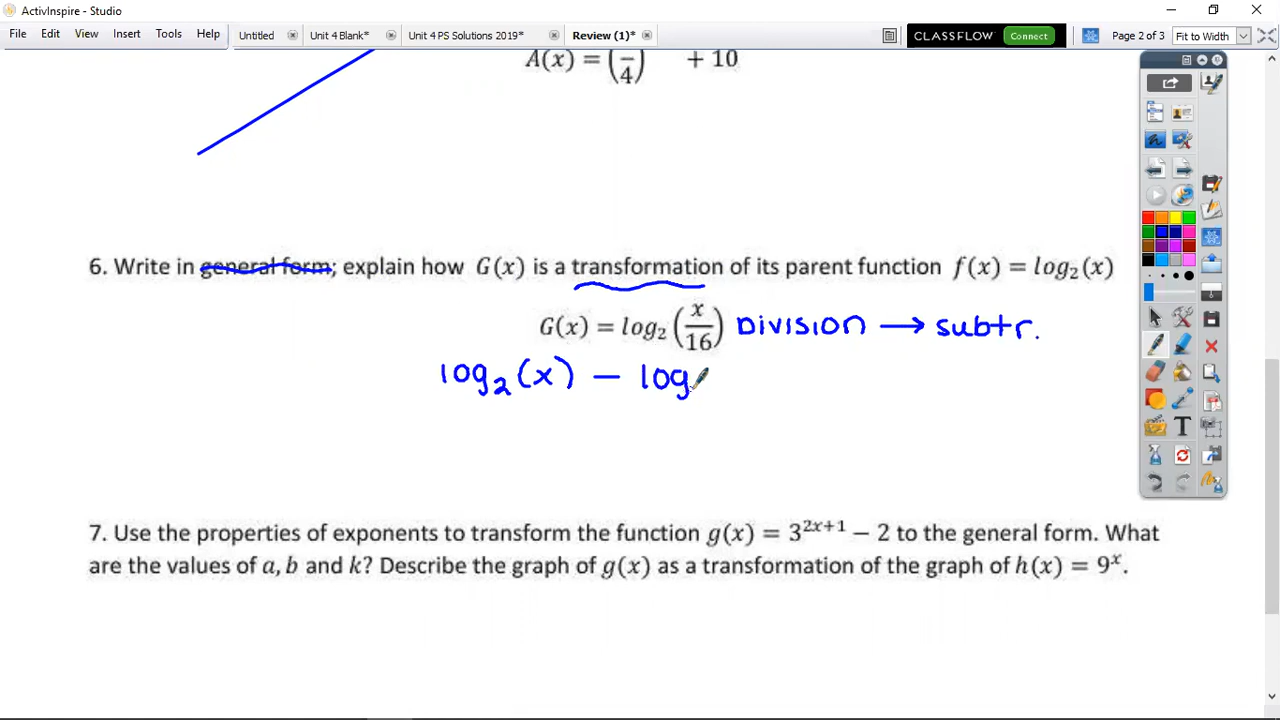 ActivInspire - Studio
File Edit View Insert Tools Help Untitled Unit 4 Blank* Unit 4 PS Solutions 2019* Review (1)* CLASSFLOW Connect Page 2 of 3 Fit to Width
A(x) = (‾/4) + 10
6. Write in general form; explain how G(x) is a transformation of its parent function f(x) = log₂(x)
G(x) = log₂(x/16) DIVISION → subtr.
log₂(x) − log
7. Use the properties of exponents to transform the function g(x) = 3²ˣ⁺¹ − 2 to the general form. What
are the values of a, b and k? Describe the graph of g(x) as a transformation of the graph of h(x) = 9ˣ.